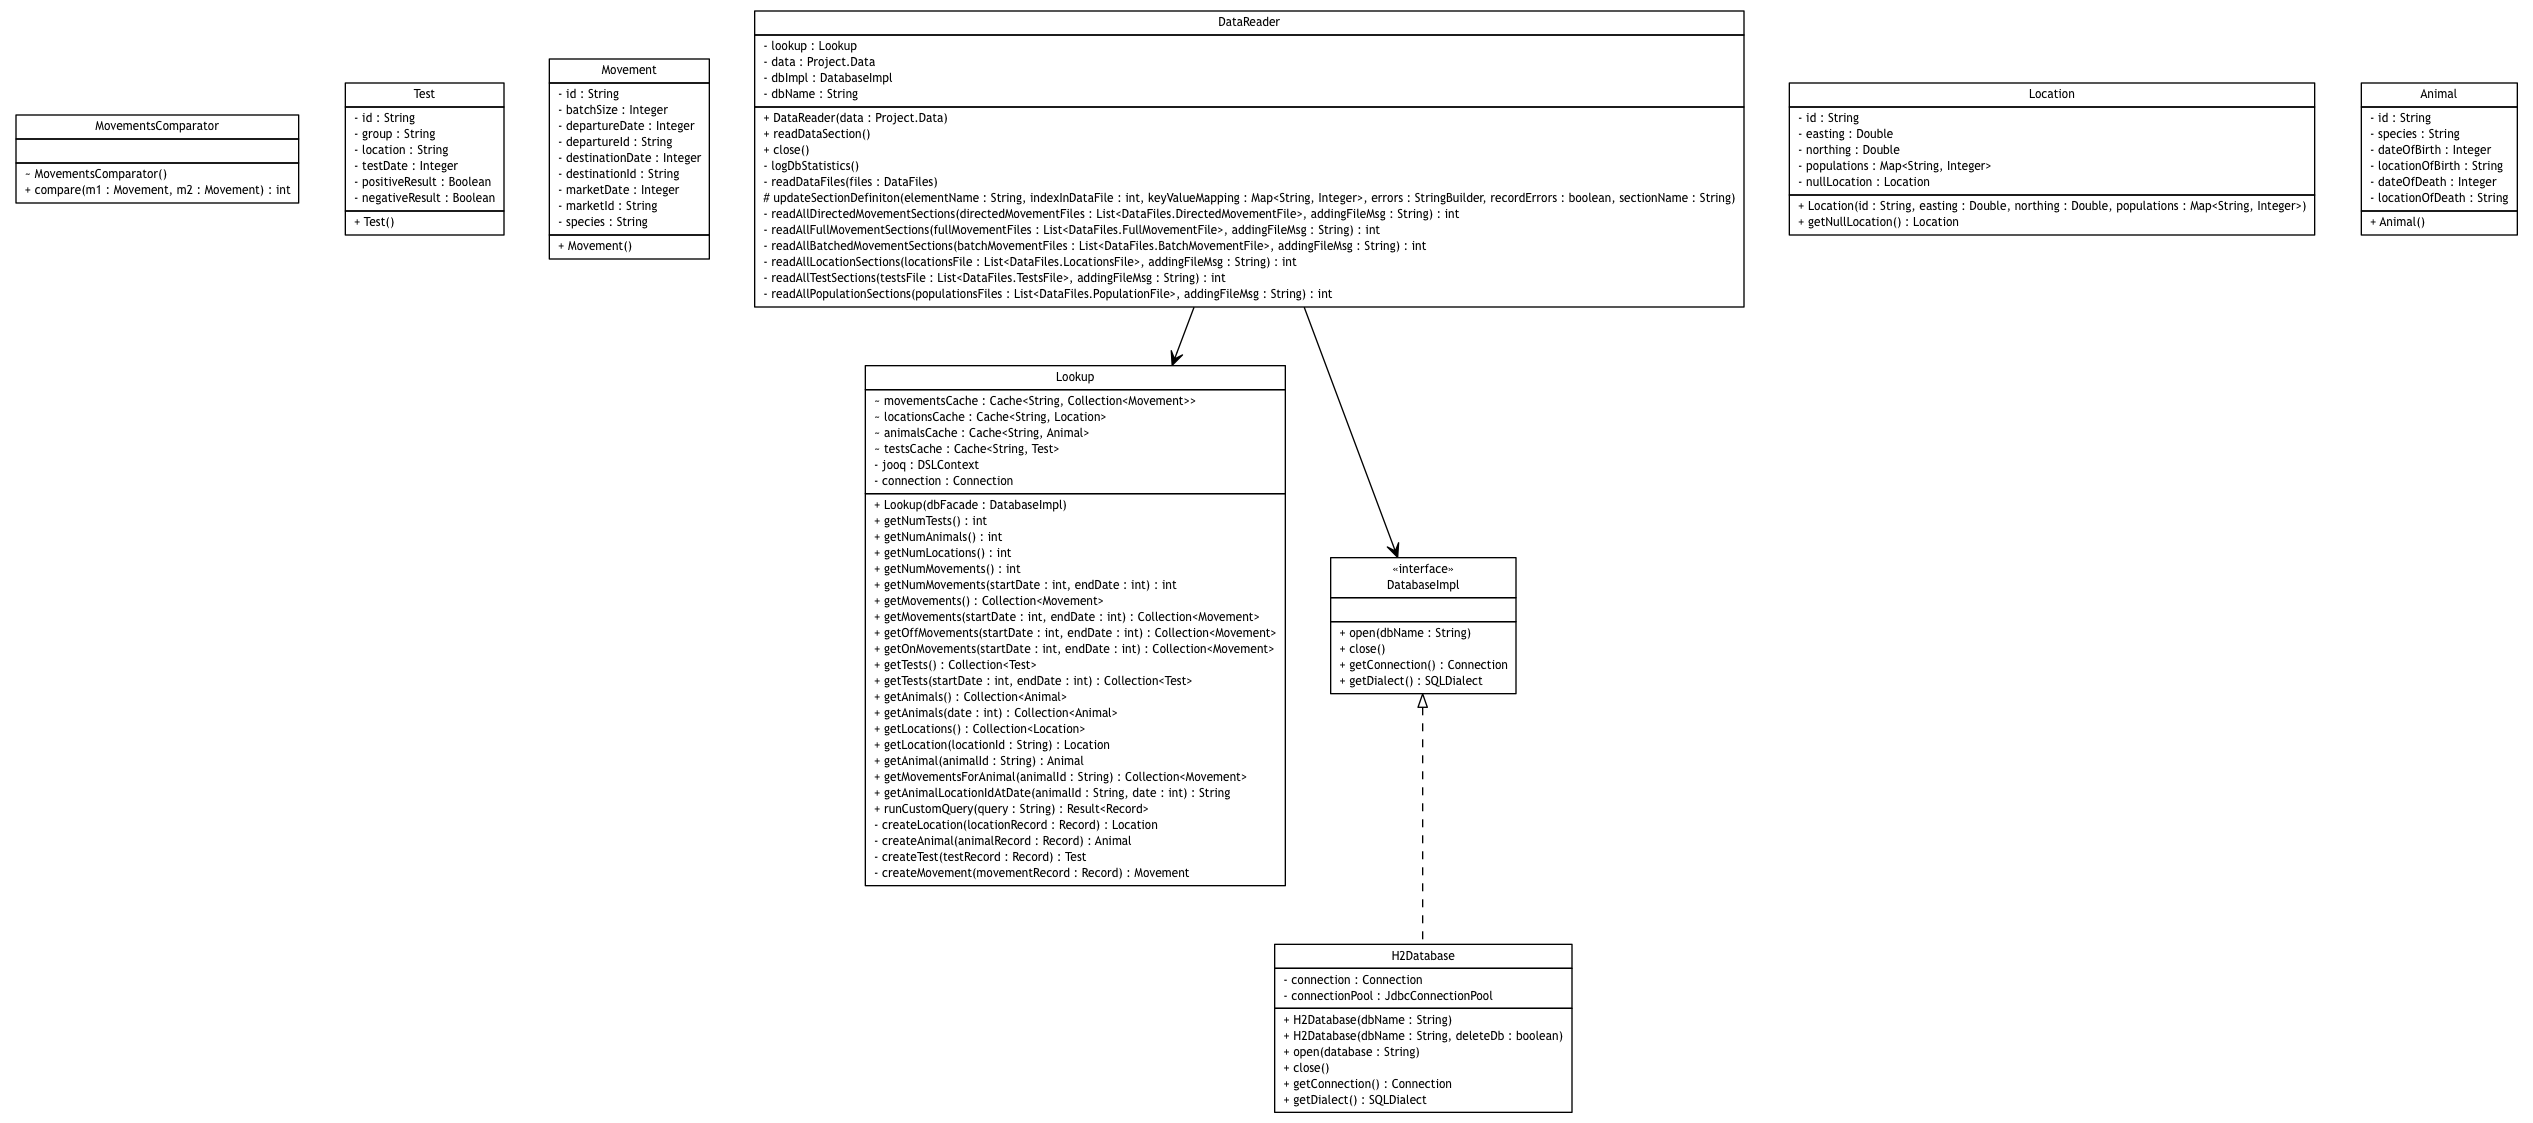 MovementsComparator
~ MovementsComparator()
+ compare(m1 : Movement, m2 : Movement) : int
Test
- id : String
- group : String
- location : String
- testDate : Integer
- positiveResult : Boolean
- negativeResult : Boolean
+ Test()
Movement
- id : String
- batchSize : Integer
- departureDate : Integer
- departureId : String
- destinationDate : Integer
- destinationId : String
- marketDate : Integer
- marketId : String
- species : String
+ Movement()
DataReader
- lookup : Lookup
- data : Project.Data
- dbImpl : DatabaseImpl
- dbName : String
+ DataReader(data : Project.Data)
+ readDataSection()
+ close()
- logDbStatistics()
- readDataFiles(files : DataFiles)
# updateSectionDefiniton(elementName : String, indexInDataFile : int, keyValueMapping : Map<String, Integer>, errors : StringBuilder, recordErrors : boolean, sectionName : String)
- readAllDirectedMovementSections(directedMovementFiles : List<DataFiles.DirectedMovementFile>, addingFileMsg : String) : int
- readAllFullMovementSections(fullMovementFiles : List<DataFiles.FullMovementFile>, addingFileMsg : String) : int
- readAllBatchedMovementSections(batchMovementFiles : List<DataFiles.BatchMovementFile>, addingFileMsg : String) : int
- readAllLocationSections(locationsFile : List<DataFiles.LocationsFile>, addingFileMsg : String) : int
- readAllTestSections(testsFile : List<DataFiles.TestsFile>, addingFileMsg : String) : int
- readAllPopulationSections(populationsFiles : List<DataFiles.PopulationFile>, addingFileMsg : String) : int
Location
- id : String
- easting : Double
- northing : Double
- populations : Map<String, Integer>
- nullLocation : Location
+ Location(id : String, easting : Double, northing : Double, populations : Map<String, Integer>)
+ getNullLocation() : Location
Animal
- id : String
- species : String
- dateOfBirth : Integer
- locationOfBirth : String
- dateOfDeath : Integer
- locationOfDeath : String
+ Animal()
Lookup
~ movementsCache : Cache<String, Collection<Movement>>
~ locationsCache : Cache<String, Location>
~ animalsCache : Cache<String, Animal>
~ testsCache : Cache<String, Test>
- jooq : DSLContext
- connection : Connection
+ Lookup(dbFacade : DatabaseImpl)
+ getNumTests() : int
+ getNumAnimals() : int
+ getNumLocations() : int
+ getNumMovements() : int
+ getNumMovements(startDate : int, endDate : int) : int
+ getMovements() : Collection<Movement>
+ getMovements(startDate : int, endDate : int) : Collection<Movement>
+ getOffMovements(startDate : int, endDate : int) : Collection<Movement>
+ getOnMovements(startDate : int, endDate : int) : Collection<Movement>
+ getTests() : Collection<Test>
+ getTests(startDate : int, endDate : int) : Collection<Test>
+ getAnimals() : Collection<Animal>
+ getAnimals(date : int) : Collection<Animal>
+ getLocations() : Collection<Location>
+ getLocation(locationId : String) : Location
+ getAnimal(animalId : String) : Animal
+ getMovementsForAnimal(animalId : String) : Collection<Movement>
+ getAnimalLocationIdAtDate(animalId : String, date : int) : String
+ runCustomQuery(query : String) : Result<Record>
- createLocation(locationRecord : Record) : Location
- createAnimal(animalRecord : Record) : Animal
- createTest(testRecord : Record) : Test
- createMovement(movementRecord : Record) : Movement
«interface»
DatabaseImpl
+ open(dbName : String)
+ close()
+ getConnection() : Connection
+ getDialect() : SQLDialect
H2Database
- connection : Connection
- connectionPool : JdbcConnectionPool
+ H2Database(dbName : String)
+ H2Database(dbName : String, deleteDb : boolean)
+ open(database : String)
+ close()
+ getConnection() : Connection
+ getDialect() : SQLDialect